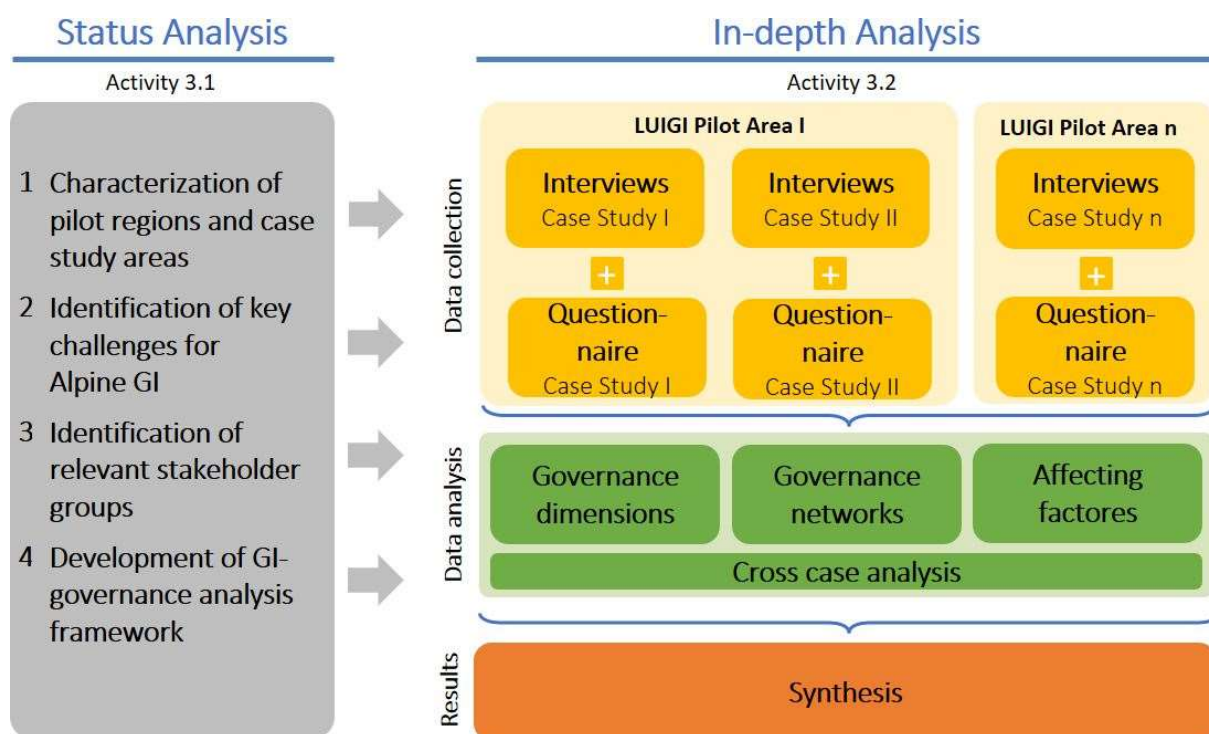 Status Analysis
Activity 3.1
1 Characterization of
pilot regions and case
study areas
2 Identification of key
challenges for
Alpine GI
3 Identification of
relevant stakeholder
groups
4 Development of GI-
governance analysis
framework
In-depth Analysis
Activity 3.2
Data collection
LUIGI Pilot Area I
Interviews
Case Study I
+
Question-
naire
Case Study I
Interviews
Case Study II
+
Question-
naire
Case Study II
LUIGI Pilot Area n
Interviews
Case Study n
+
Question-
naire
Case Study n
Data analysis
Governance
dimensions
Governance
networks
Affecting
factores
Cross case analysis
Results
Synthesis